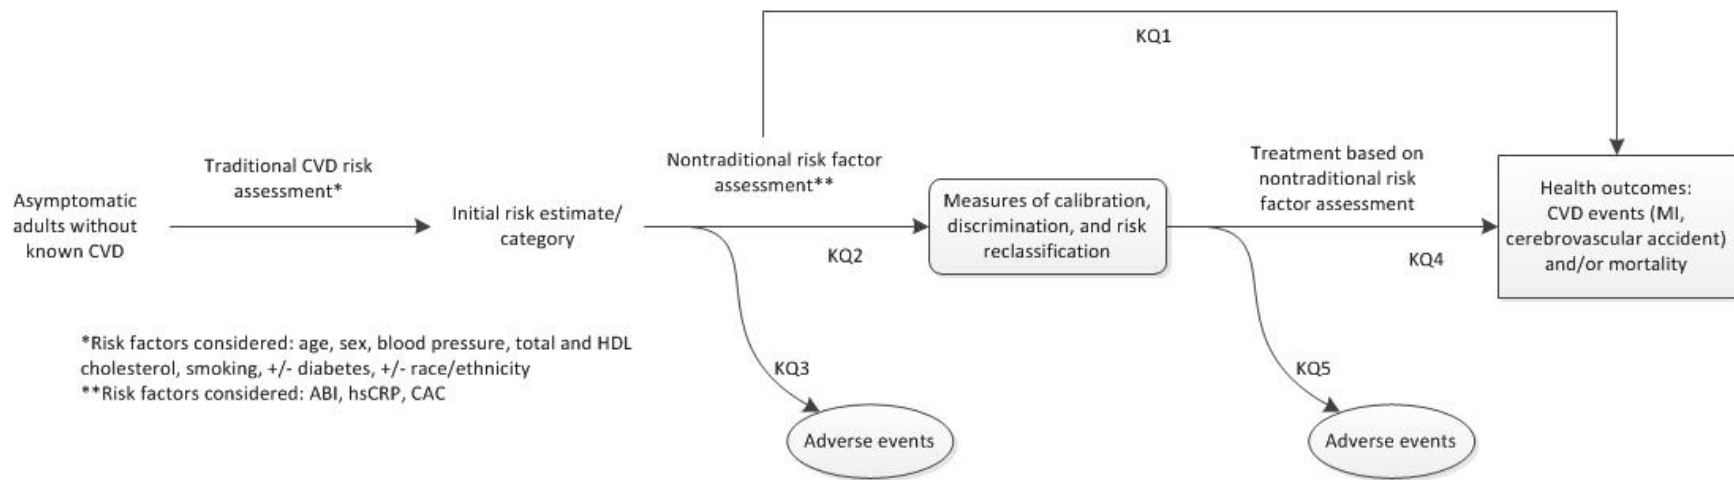 KQ1
Traditional CVD risk
assessment*
Nontraditional risk factor
assessment**
Treatment based on
nontraditional risk
factor assessment
Asymptomatic
adults without
known CVD
Initial risk estimate/
category
KQ2
Measures of calibration,
discrimination, and risk
reclassification
KQ4
Health outcomes:
CVD events (MI,
cerebrovascular accident)
and/or mortality
*Risk factors considered: age, sex, blood pressure, total and HDL
cholesterol, smoking, +/- diabetes, +/- race/ethnicity
**Risk factors considered: ABI, hsCRP, CAC
KQ3
KQ5
Adverse events
Adverse events